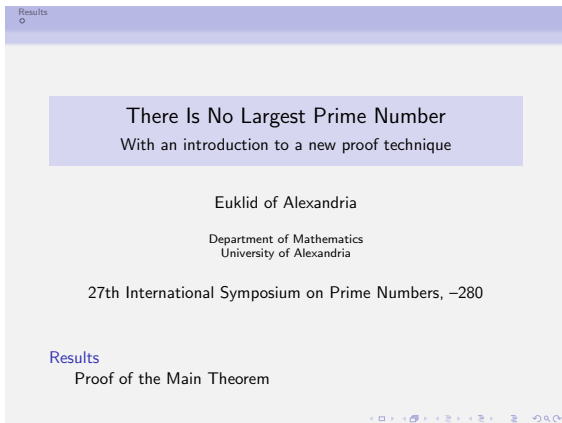 Results
There Is No Largest Prime Number
With an introduction to a new proof technique
Euklid of Alexandria
Department of Mathematics
University of Alexandria
27th International Symposium on Prime Numbers, –280
Results
Proof of the Main Theorem